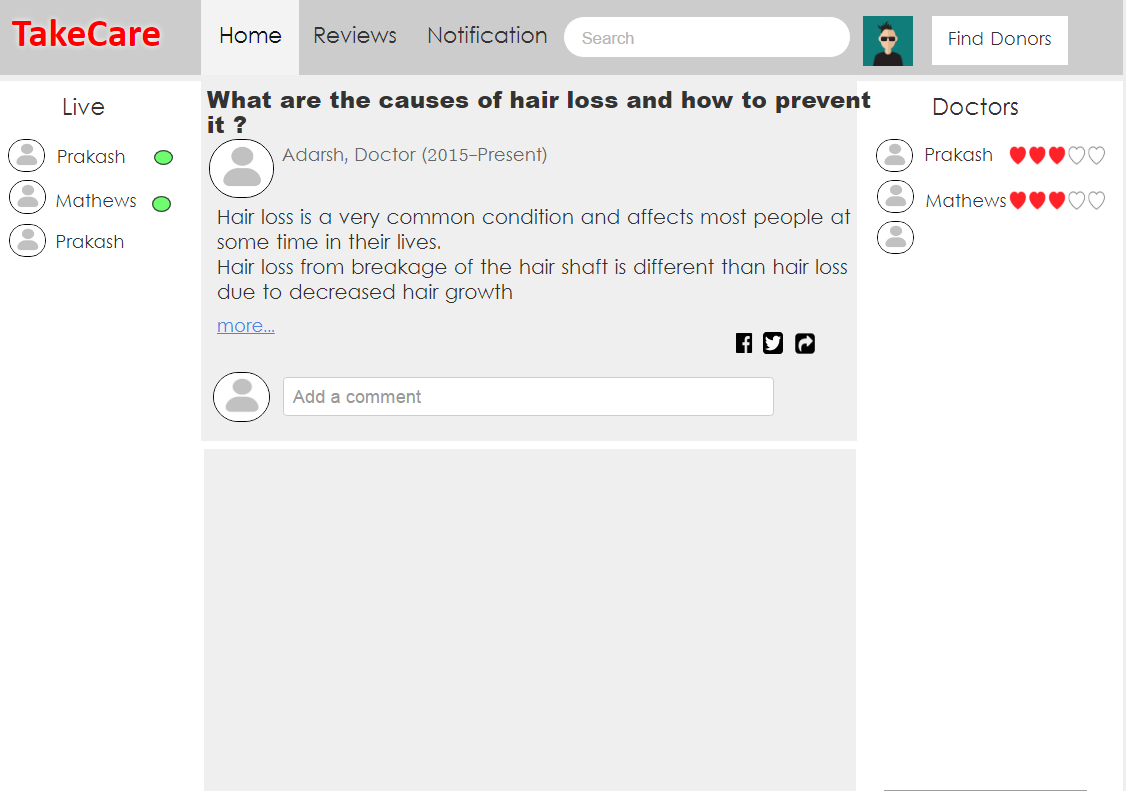 TakeCare
Home
Reviews
Notification
Search
Find Donors
Live
Prakash
Mathews
Prakash
What are the causes of hair loss and how to prevent
it ?
Adarsh, Doctor (2015-Present)
Hair loss is a very common condition and affects most people at
some time in their lives.
Hair loss from breakage of the hair shaft is different than hair loss
due to decreased hair growth
more...
Add a comment
Doctors
Prakash
Mathews